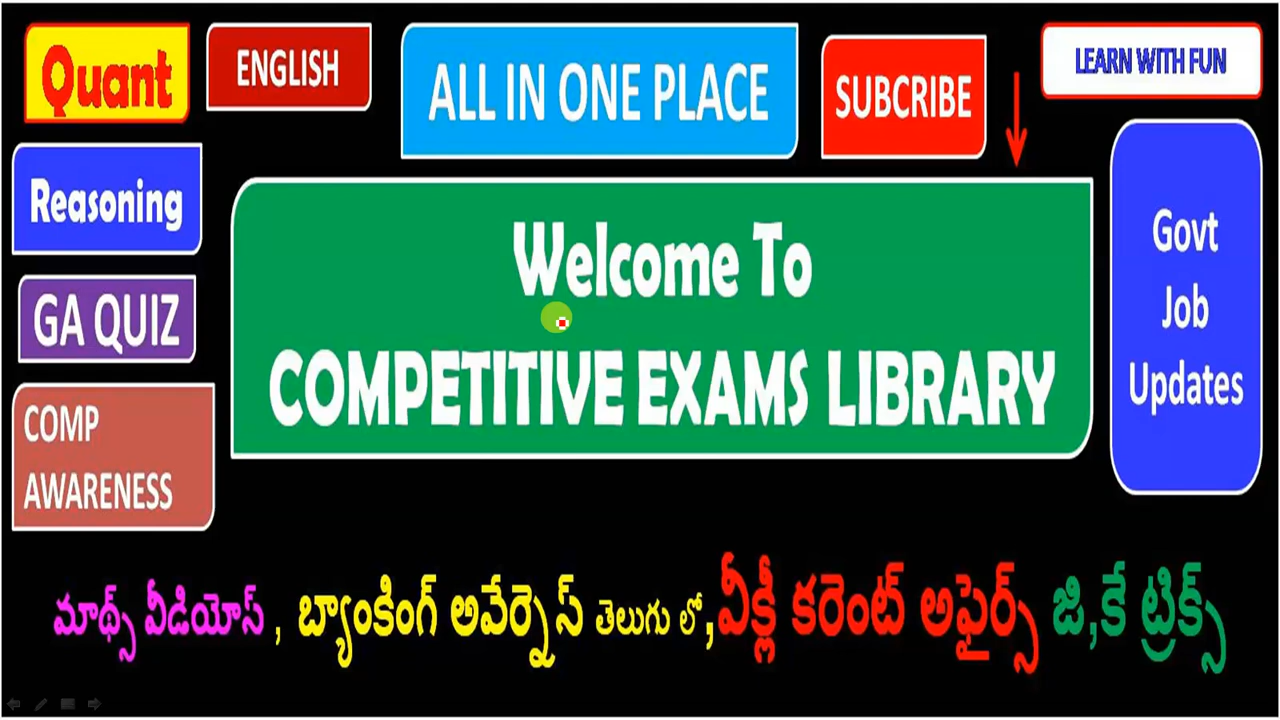 Quant
ENGLISH
ALL IN ONE PLACE
SUBCRIBE
LEARN WITH FUN
Reasoning
GA QUIZ
COMP
AWARENESS
Welcome To
COMPETITIVE EXAMS LIBRARY
Govt
Job
Updates
మాథ్స్ వీడియోస్ , బ్యాంకింగ్ అవేర్నెస్ తెలుగు లో,వీక్లీ కరెంట్ అఫైర్స్ జి,కే ట్రిక్స్